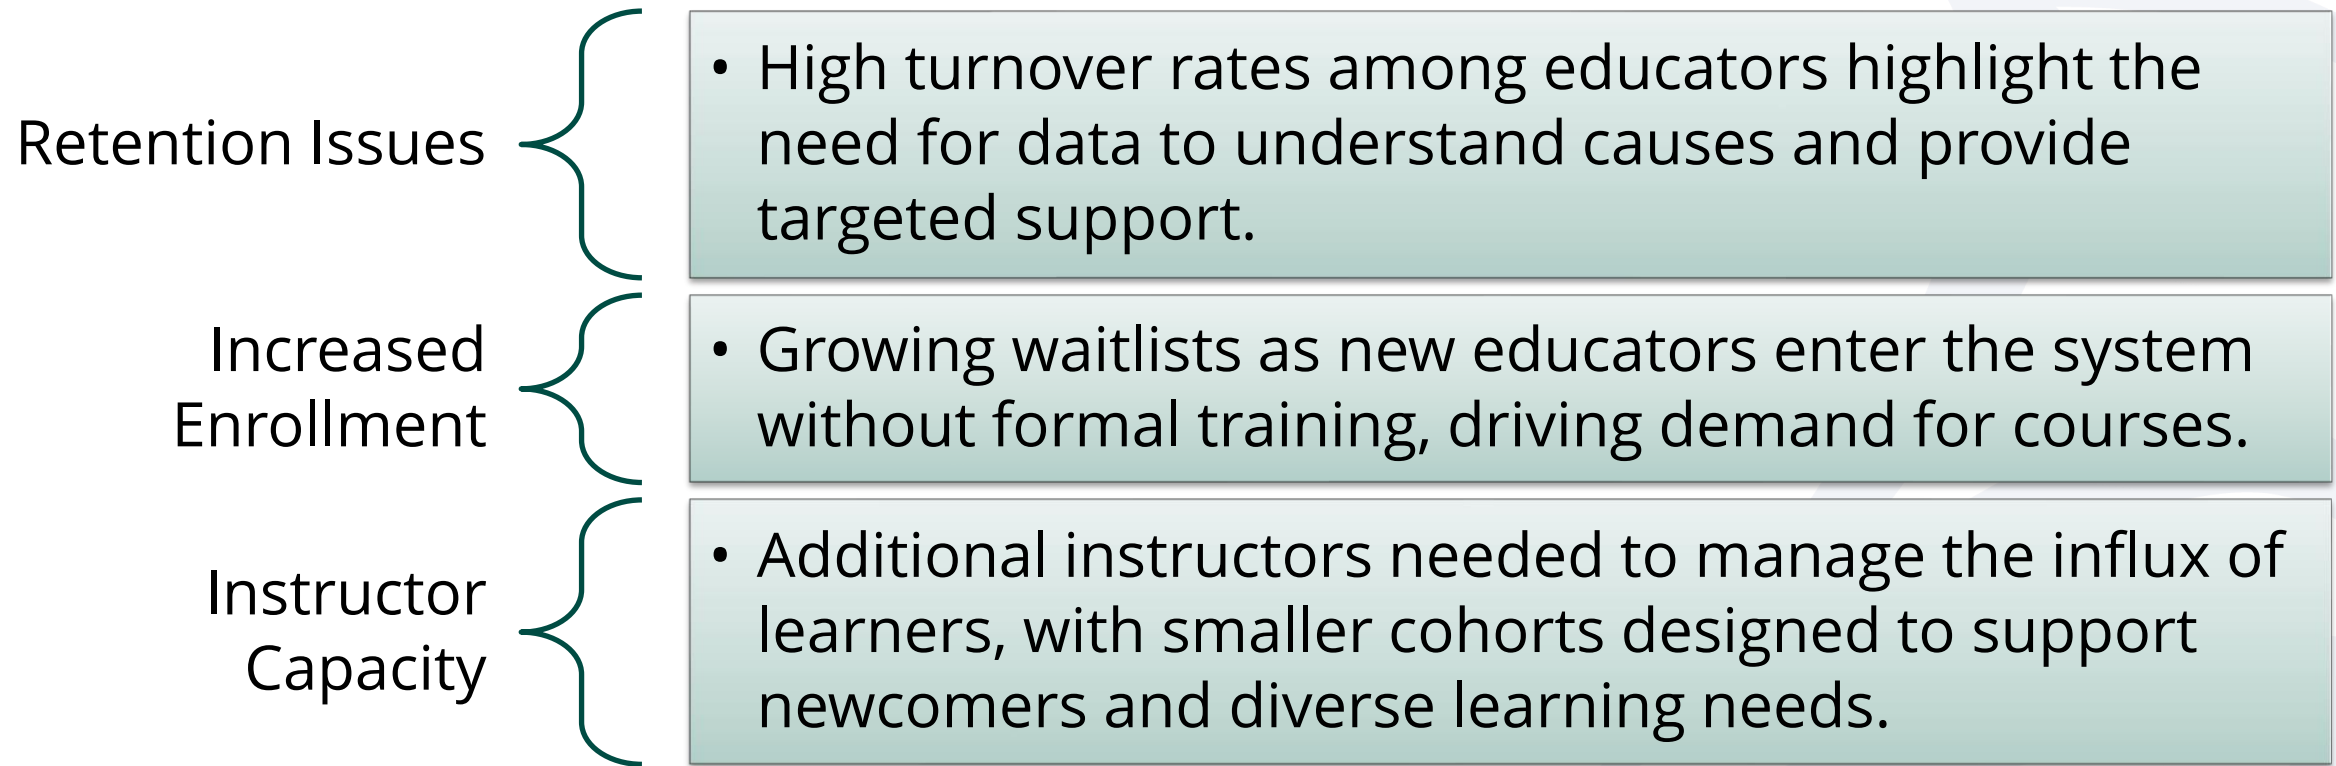 Retention Issues
• High turnover rates among educators highlight the
need for data to understand causes and provide
targeted support.
Increased
Enrollment
• Growing waitlists as new educators enter the system
without formal training, driving demand for courses.
Instructor
Capacity
• Additional instructors needed to manage the influx of
learners, with smaller cohorts designed to support
newcomers and diverse learning needs.